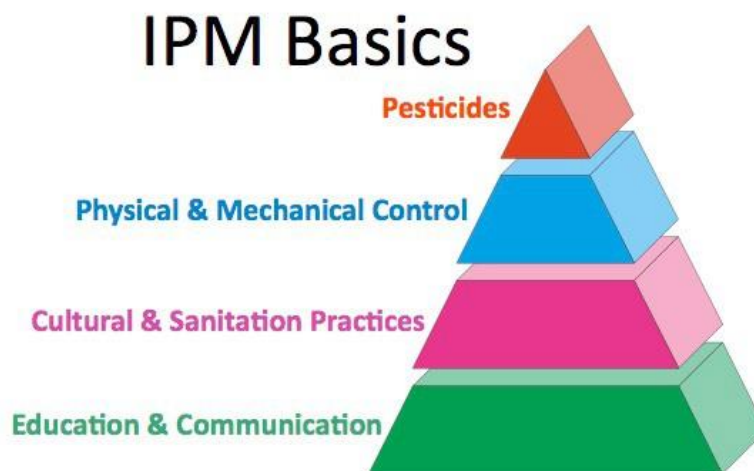 IPM Basics
Pesticides
Physical & Mechanical Control
Cultural & Sanitation Practices
Education & Communication